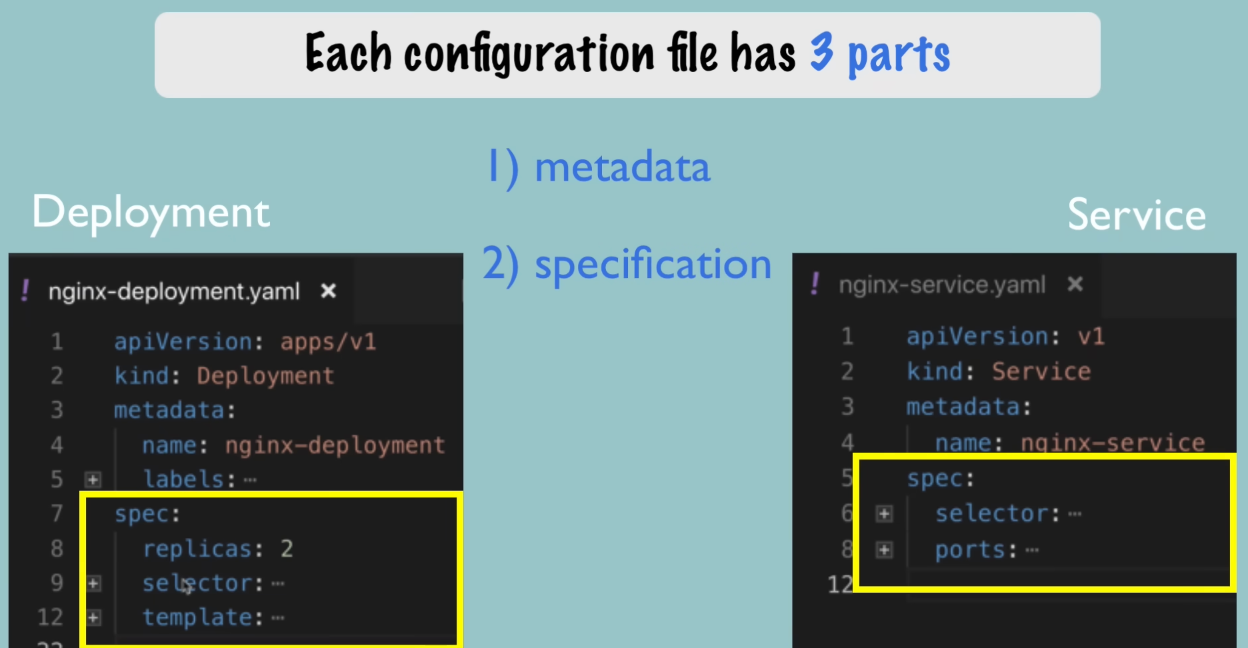 Each configuration file has 3 parts
1) metadata
2) specification
Deployment
! nginx-deployment.yaml ×
1 apiVersion: apps/v1
2 kind: Deployment
3 metadata:
4 name: nginx-deployment
5 + labels: ⋯
7 spec:
8 replicas: 2
9 + selector: ⋯
12 + template: ⋯
Service
! nginx-service.yaml ×
1 apiVersion: v1
2 kind: Service
3 metadata:
4 name: nginx-service
5 spec:
6 + selector: ⋯
8 + ports: ⋯
12